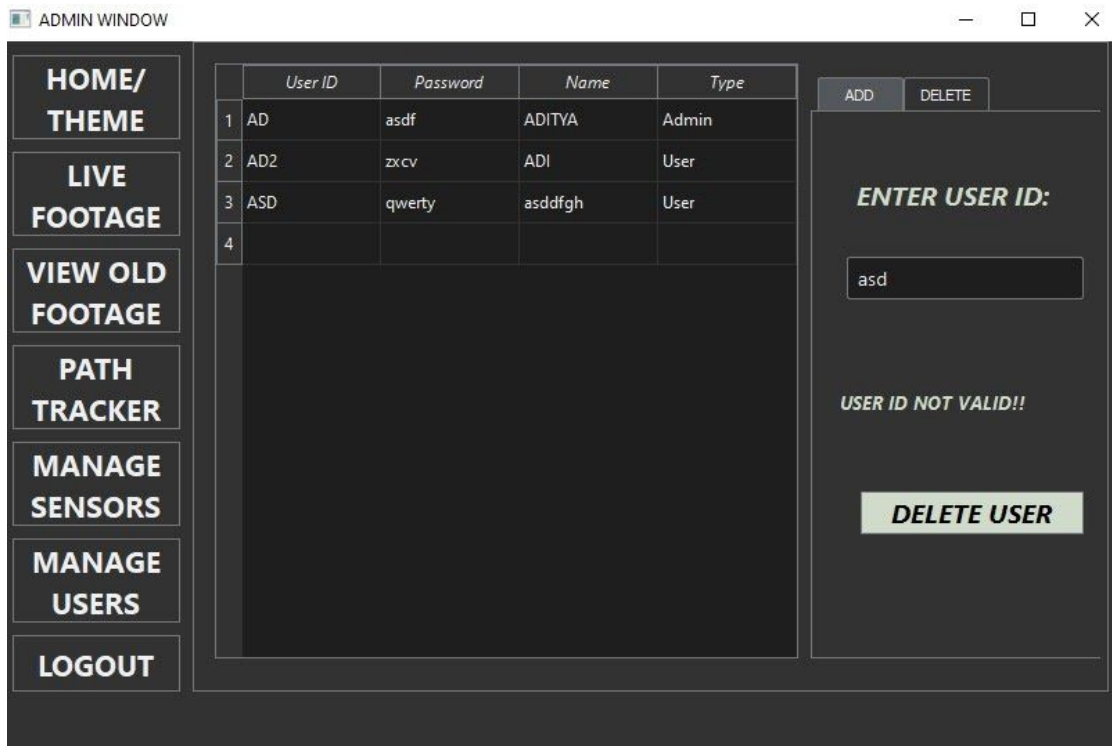 ADMIN WINDOW
HOME/
THEME
LIVE
FOOTAGE
VIEW OLD
FOOTAGE
PATH
TRACKER
MANAGE
SENSORS
MANAGE
USERS
LOGOUT
User ID Password Name Type
1 AD asdf ADITYA Admin
2 AD2 zxcv ADI User
3 ASD qwerty asddfgh User
4
ADD DELETE
ENTER USER ID:
asd
USER ID NOT VALID!!
DELETE USER